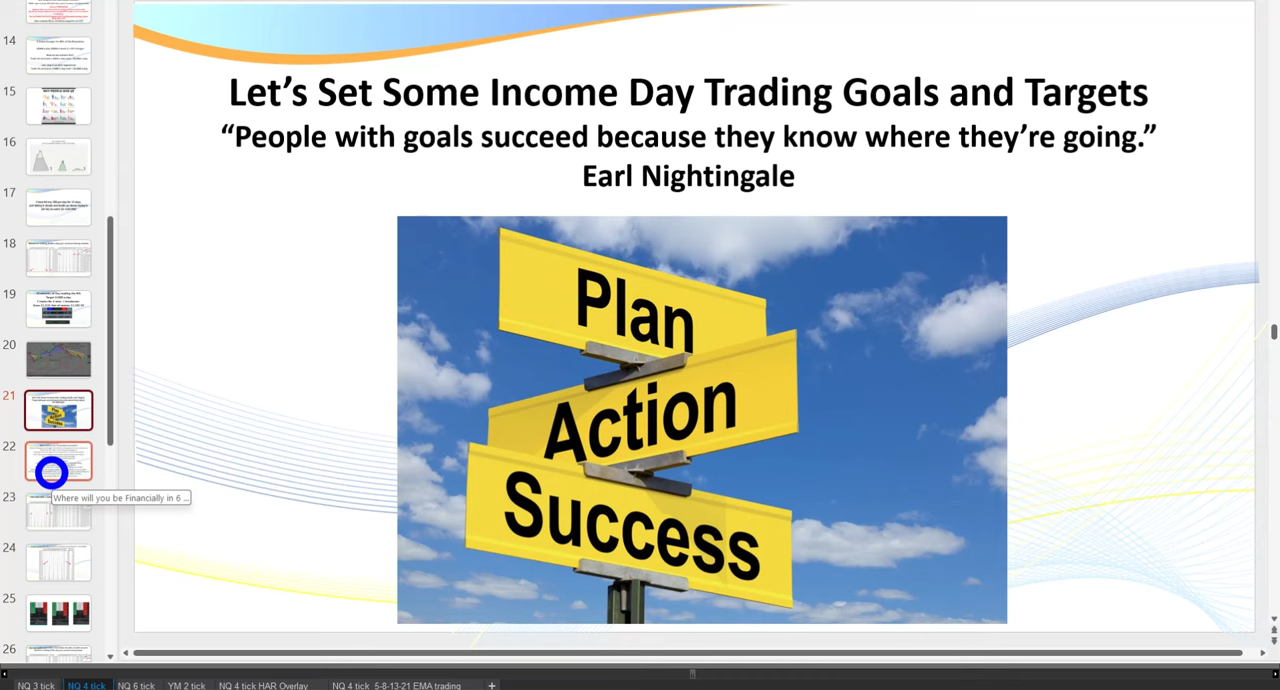 Let’s Set Some Income Day Trading Goals and Targets
“People with goals succeed because they know where they’re going.”
Earl Nightingale
Plan
Action
Success
14
15
16
17
18
19
20
21
22
Where will you be Financially in 6 ...
23
24
25
26
NQ 3 tick NQ 4 tick NQ 6 tick YM 2 tick NQ 4 tick HAR Overlay NQ 4 tick 5-8-13-21 EMA trading +